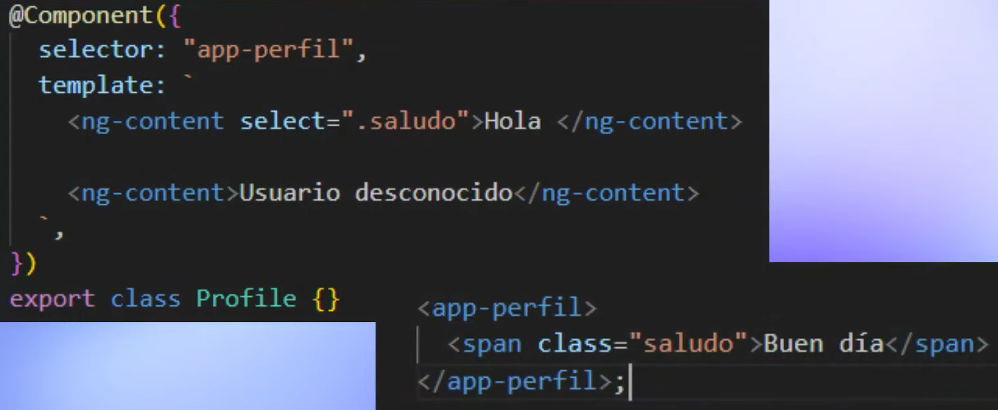 @Component({
selector: "app-perfil",
template: `
<ng-content select=".saludo">Hola </ng-content>
<ng-content>Usuario desconocido</ng-content>
`,
})
export class Profile {}
<app-perfil>
<span class="saludo">Buen día</span>
</app-perfil>;